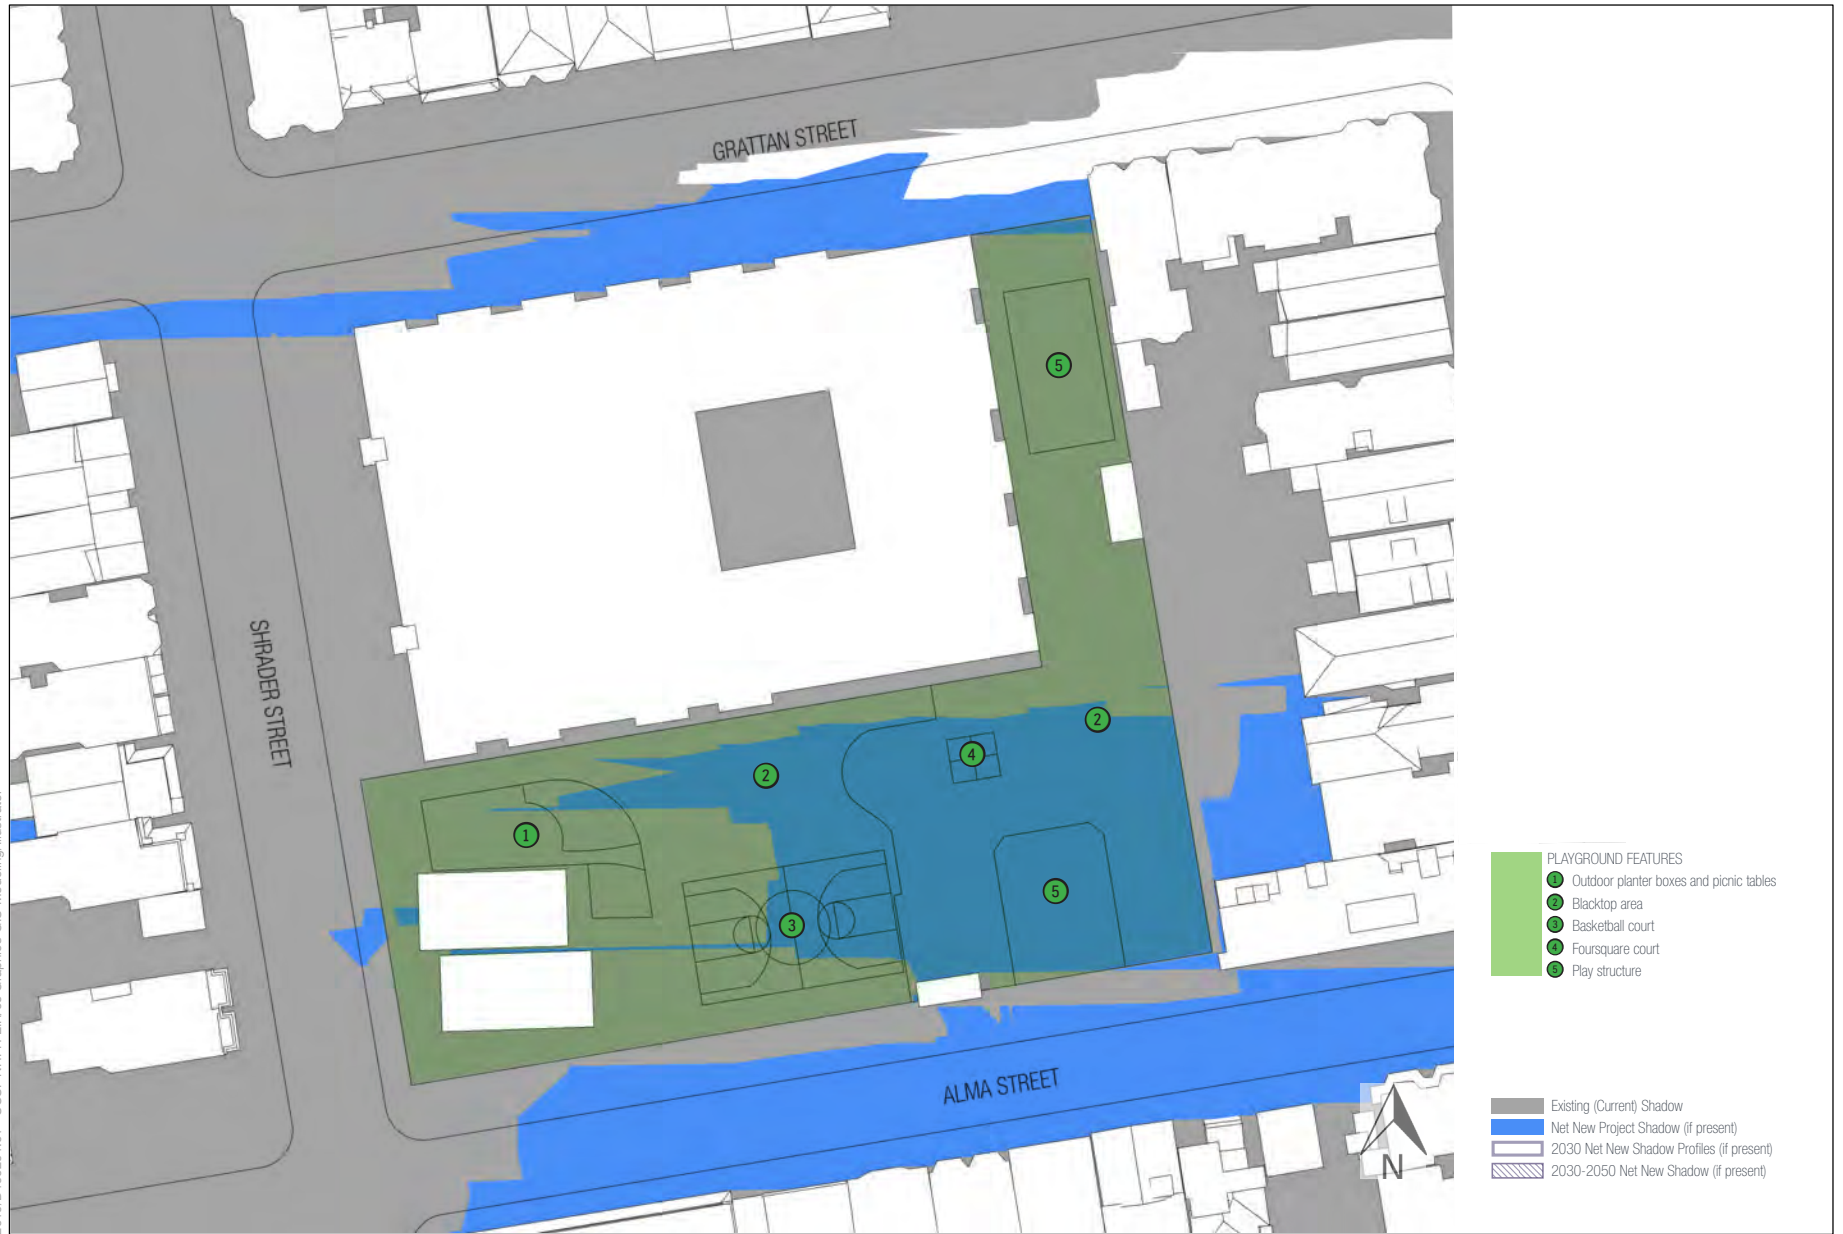 GRATTAN STREET
5
SHRADER STREET
2
4
2
1
5
3
ALMA STREET
N
PLAYGROUND FEATURES
1 Outdoor planter boxes and picnic tables
2 Blacktop area
3 Basketball court
4 Foursquare court
5 Play structure
Existing (Current) Shadow
Net New Project Shadow (if present)
2030 Net New Shadow Profiles (if present)
2030-2050 Net New Shadow (if present)